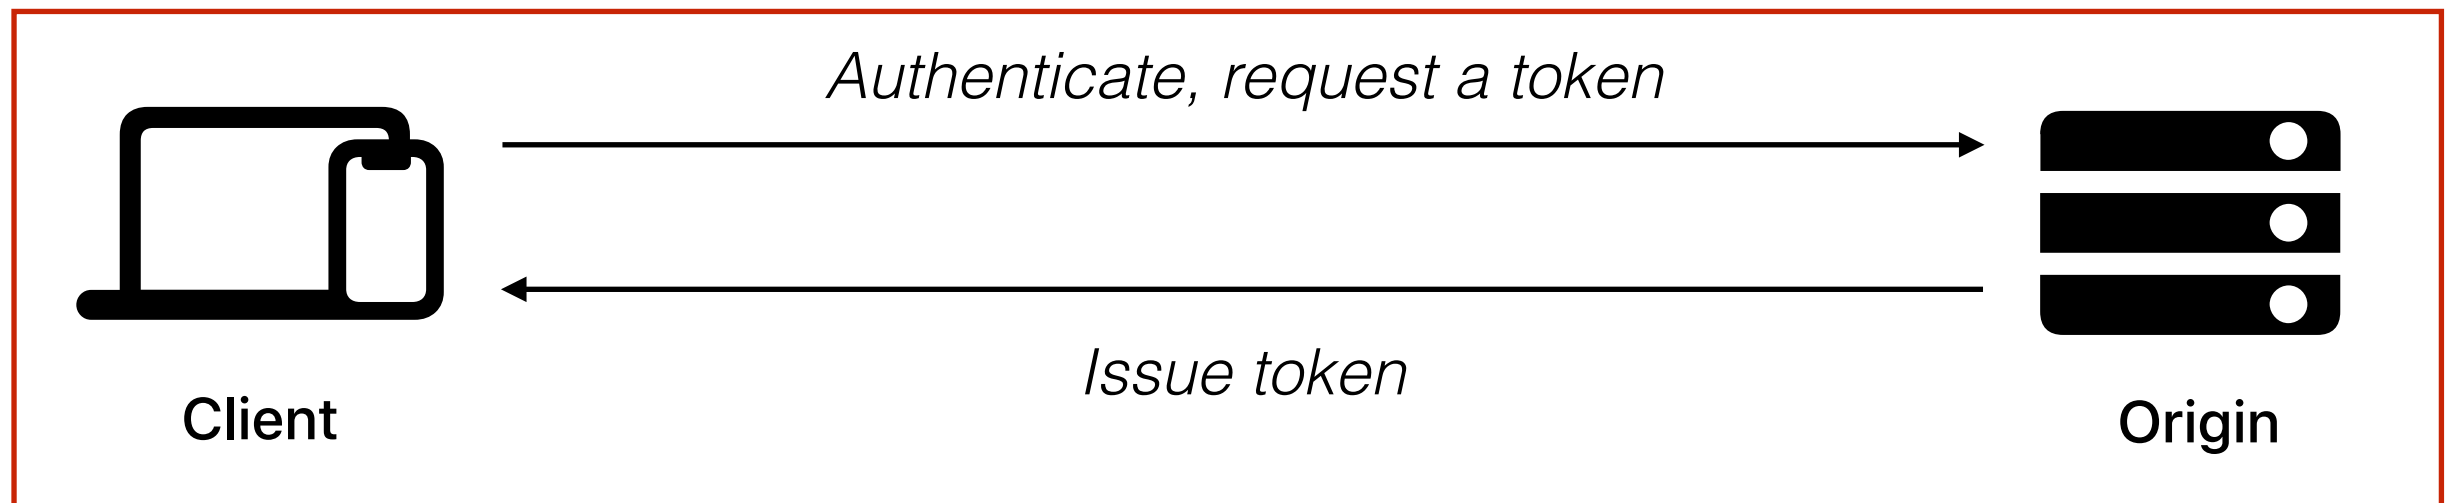 Authenticate, request a token
Issue token
Client
Origin